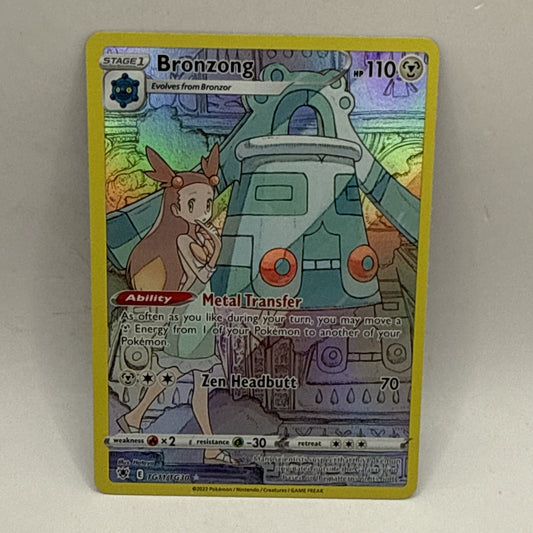 STAGE 1 Bronzong HP 110
Evolves from Bronzor
Ability Metal Transfer
As often as you like during your turn, you may move a
Energy from 1 of your Pokémon to another of your
Pokémon.
Zen Headbutt 70
weakness ×2 resistance -30 retreat
E TG11/TG30
©2022 Pokémon / Nintendo / Creatures / GAME FREAK